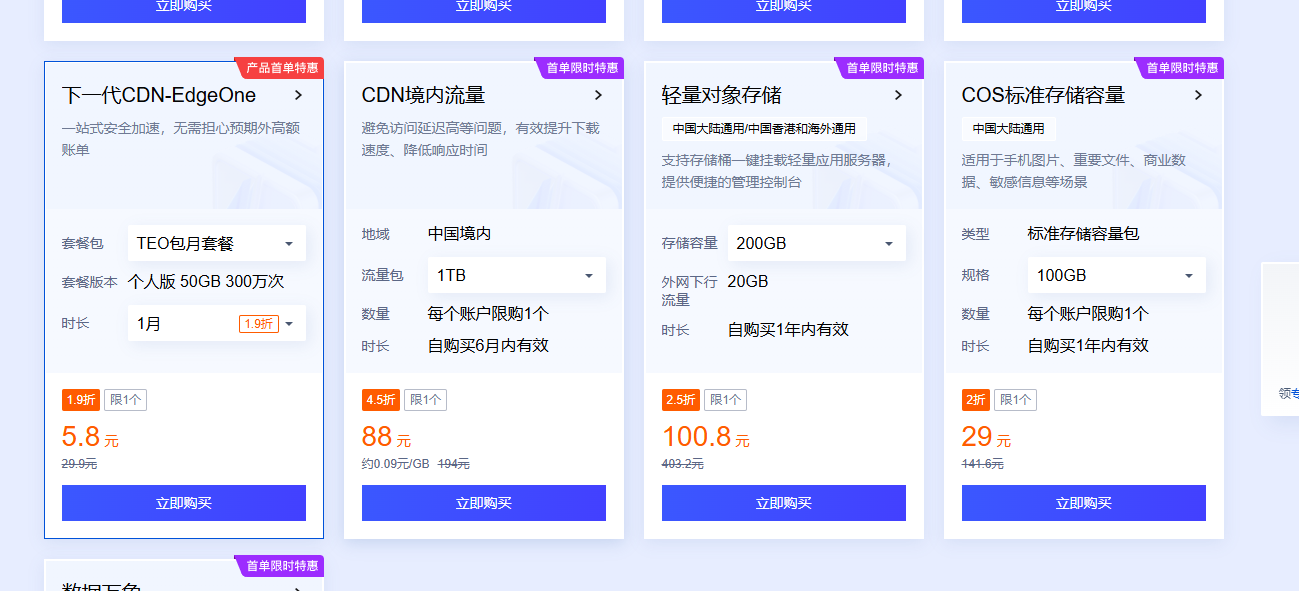 立即购买
立即购买
立即购买
立即购买
产品首单特惠
下一代CDN-EdgeOne
一站式安全加速，无需担心预期外高额
账单
套餐包
TEO包月套餐
套餐版本
个人版 50GB 300万次
时长
1月
1.9折
1.9折
限1个
5.8 元
29.9元
立即购买
首单限时特惠
CDN境内流量
避免访问延迟高等问题，有效提升下载
速度、降低响应时间
地域
中国境内
流量包
1TB
数量
每个账户限购1个
时长
自购买6月内有效
4.5折
限1个
88 元
约0.09元/GB 194元
立即购买
首单限时特惠
轻量对象存储
中国大陆通用/中国香港和海外通用
支持存储桶一键挂载轻量应用服务器，
提供便捷的管理控制台
存储容量
200GB
外网下行
流量
20GB
时长
自购买1年内有效
2.5折
限1个
100.8 元
403.2元
立即购买
首单限时特惠
COS标准存储容量
中国大陆通用
适用于手机图片、重要文件、商业数
据、敏感信息等场景
类型
标准存储容量包
规格
100GB
数量
每个账户限购1个
时长
自购买1年内有效
2折
限1个
29 元
141.6元
立即购买
领专
首单限时特惠
数据万象